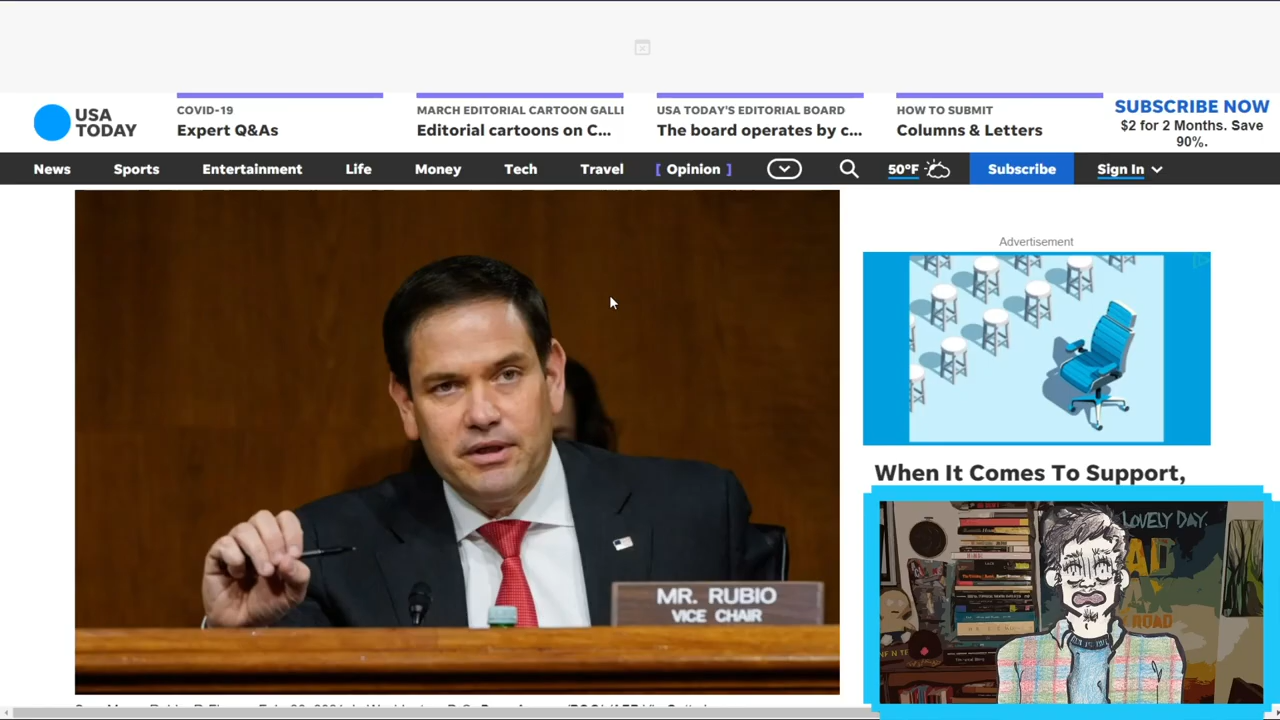 USA
TODAY
COVID-19
Expert Q&As
MARCH EDITORIAL CARTOON GALLI
Editorial cartoons on C...
USA TODAY'S EDITORIAL BOARD
The board operates by c...
HOW TO SUBMIT
Columns & Letters
SUBSCRIBE NOW
$2 for 2 Months. Save
90%.
News Sports Entertainment Life Money Tech Travel [ Opinion ] 50°F Subscribe Sign In
Advertisement
MR. RUBIO
VICE CHAIR
When It Comes To Support,
LOVELY DAY.
ROAD